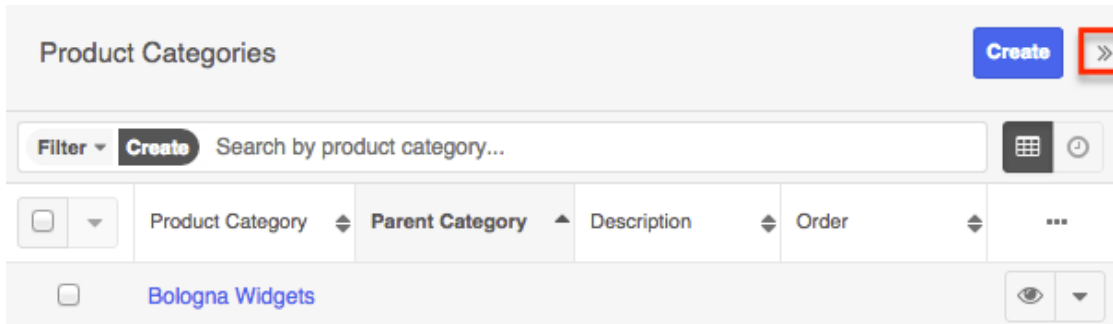 Product Categories
Create
Filter Create Search by product category...
Product Category Parent Category Description Order
Bologna Widgets